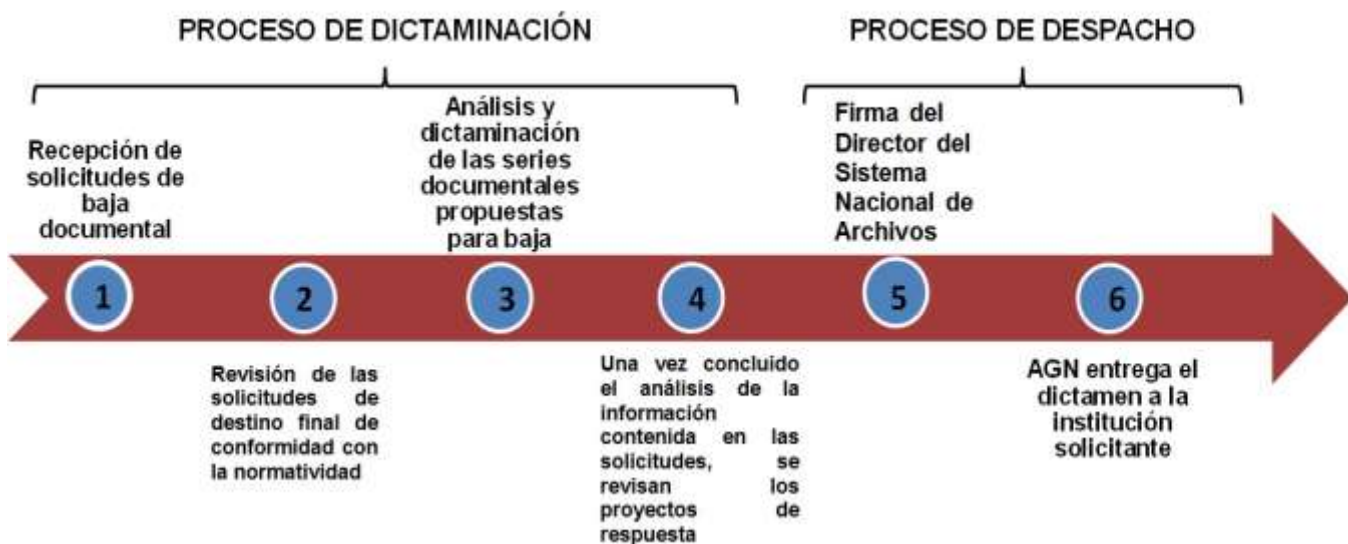 PROCESO DE DICTAMINACIÓN
PROCESO DE DESPACHO
Recepción de
solicitudes de
baja
documental
Análisis y
dictaminación
de las series
documentales
propuestas
para baja
Firma del
Director del
Sistema
Nacional de
Archivos
1
2
3
4
5
6
Revisión de las
solicitudes de
destino final de
conformidad con
la normatividad
Una vez concluido
el análisis de la
información
contenida en las
solicitudes, se
revisan los
proyectos de
respuesta
AGN entrega el
dictamen a la
institución
solicitante